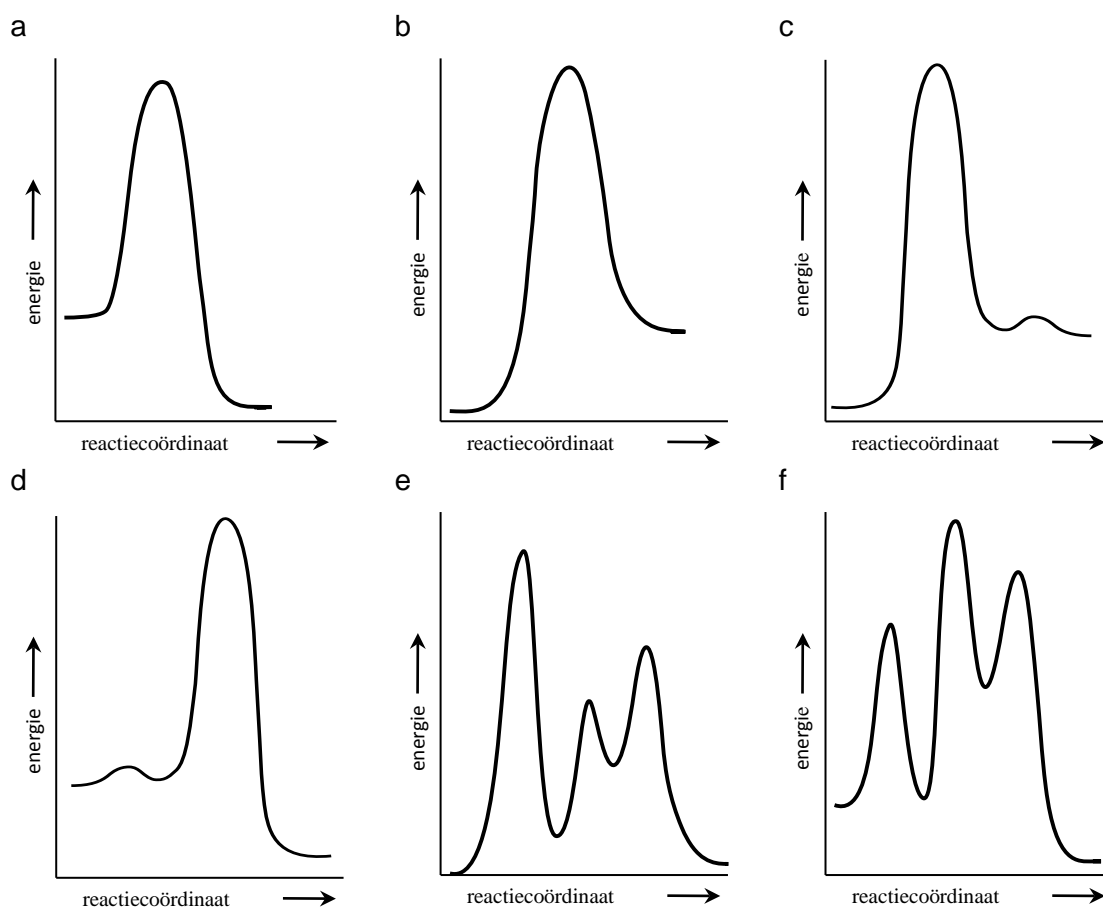 a
b
c
energie
energie
energie
reactiecoördinaat
reactiecoördinaat
reactiecoördinaat
d
e
f
energie
energie
energie
reactiecoördinaat
reactiecoördinaat
reactiecoördinaat